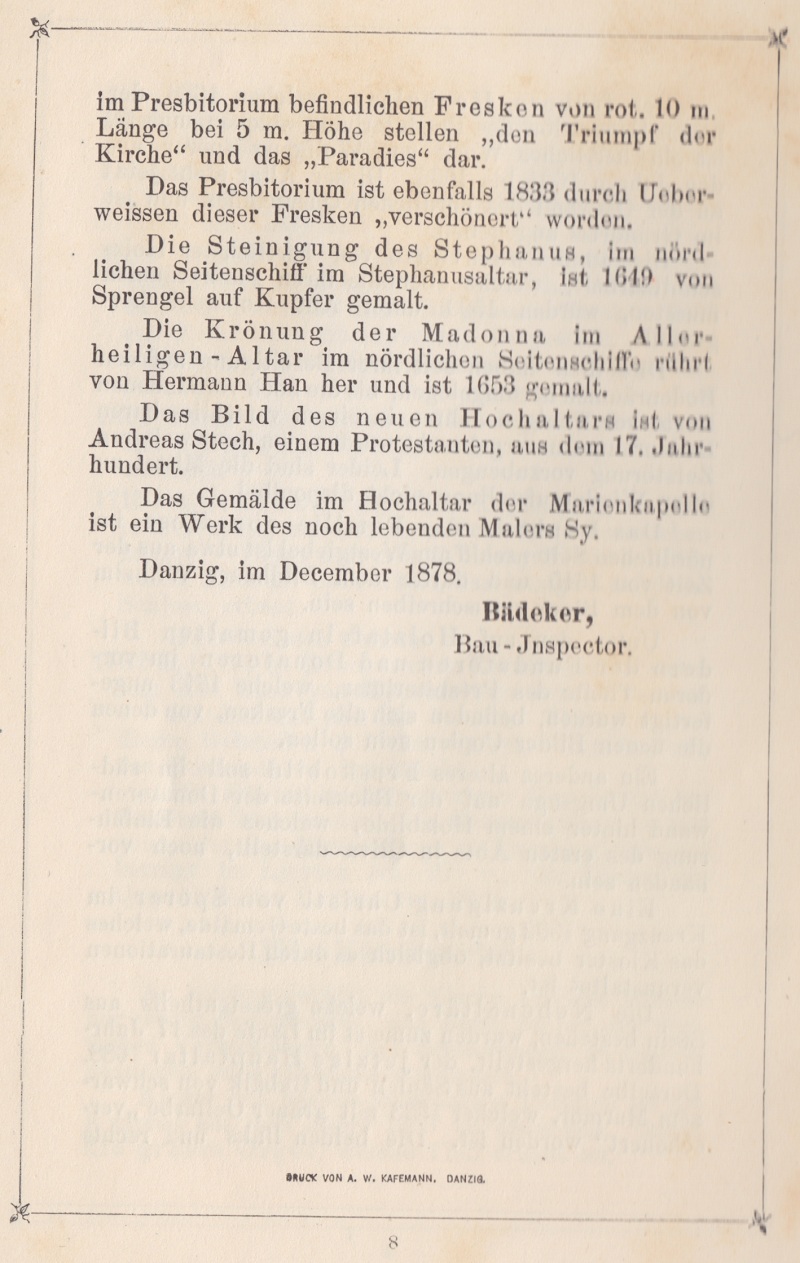 im Presbitorium befindlichen Fresken von rot. 10 m.
Länge bei 5 m. Höhe stellen „den Triumpf der
Kirche“ und das „Paradies“ dar.
Das Presbitorium ist ebenfalls 1833 durch Ueber-
weissen dieser Fresken „verschönert“ worden.
Die Steinigung des Stephanus, im nörd-
lichen Seitenschiff im Stephanusaltar, ist 1649 von
Sprengel auf Kupfer gemalt.
Die Krönung der Madonna im Aller-
heiligen-Altar im nördlichen Seitenschiffe rührt
von Hermann Han her und ist 1653 gemalt.
Das Bild des neuen Hochaltars ist von
Andreas Stech, einem Protestanten, aus dem 17. Jahr-
hundert.
Das Gemälde im Hochaltar der Marienkapelle
ist ein Werk des noch lebenden Malers Sy.
Danzig, im December 1878.
Bädeker,
Bau-Inspector.
DRUCK VON A. W. KAFEMANN. DANZIG.
8